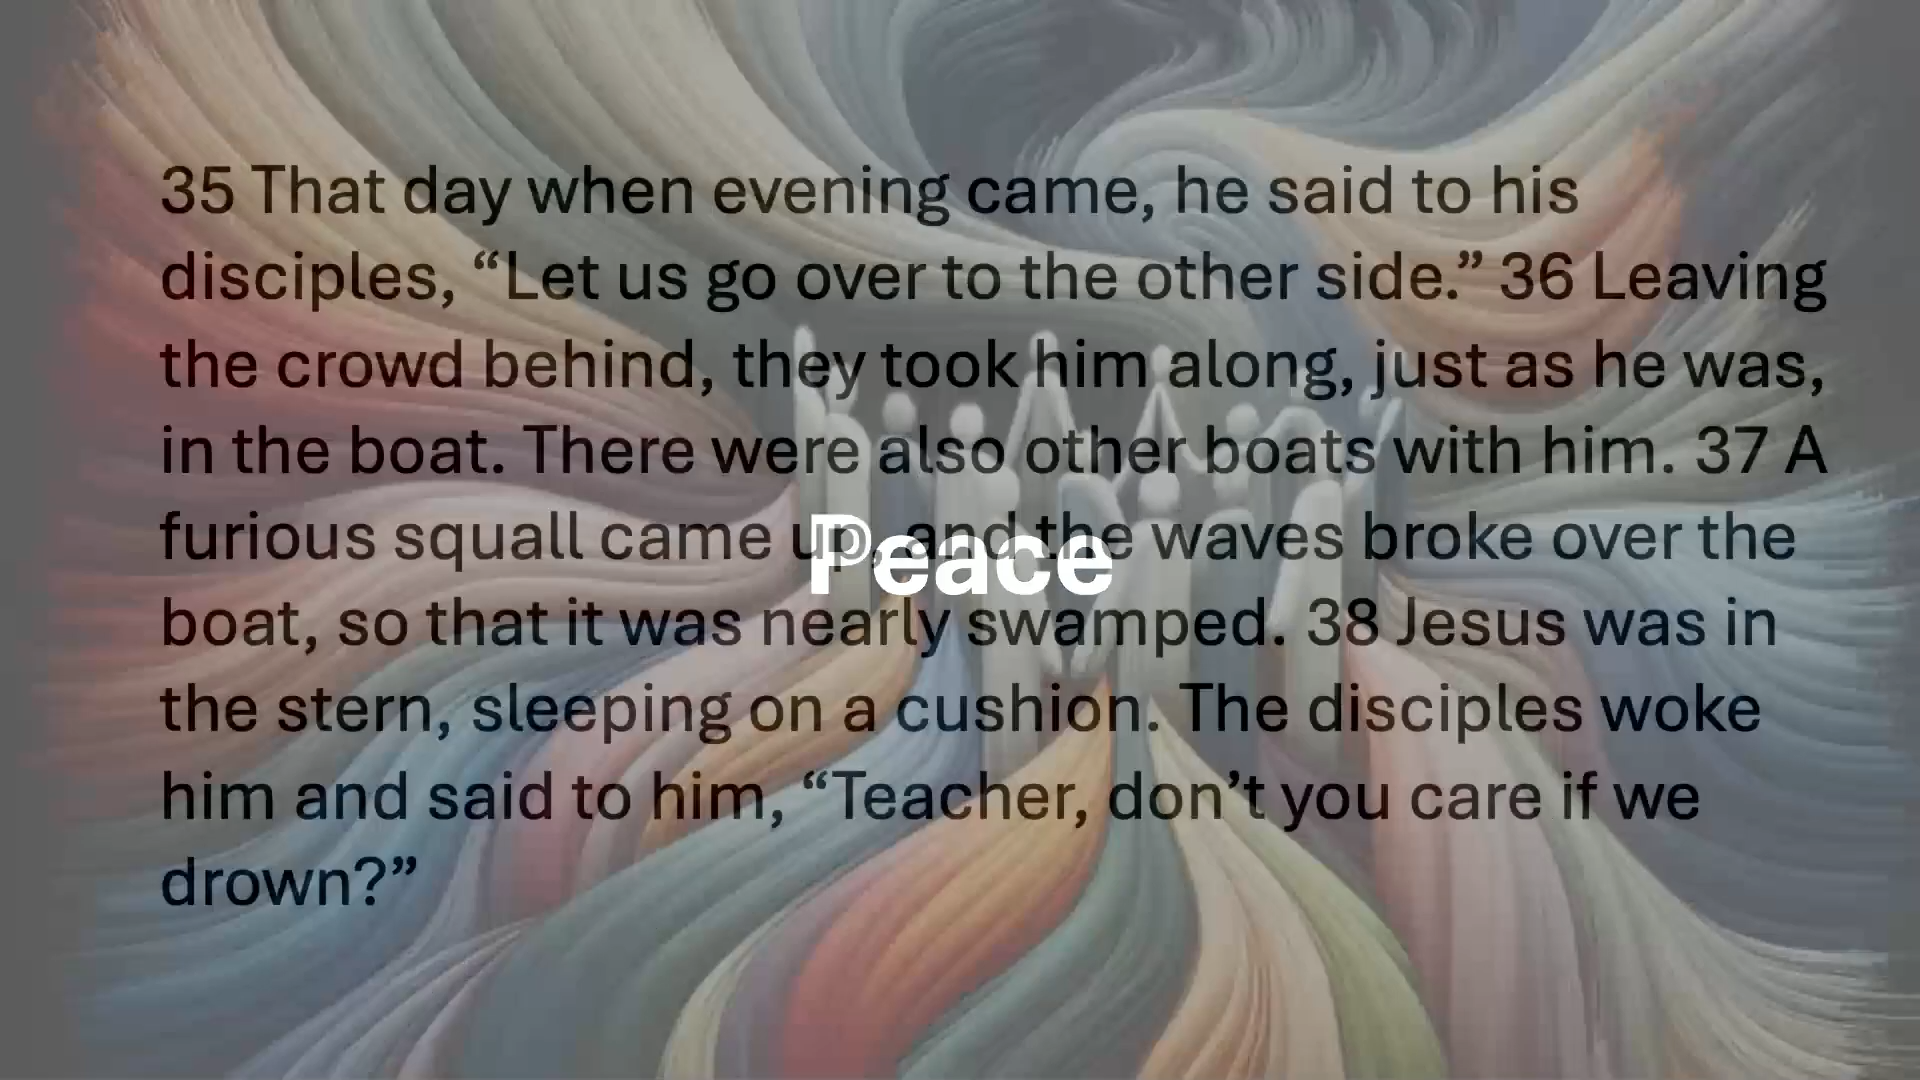 35 That day when evening came, he said to his
disciples, “Let us go over to the other side.” 36 Leaving
the crowd behind, they took him along, just as he was,
in the boat. There were also other boats with him. 37 A
furious squall came up, and the waves broke over the
Peace
boat, so that it was nearly swamped. 38 Jesus was in
the stern, sleeping on a cushion. The disciples woke
him and said to him, “Teacher, don’t you care if we
drown?”